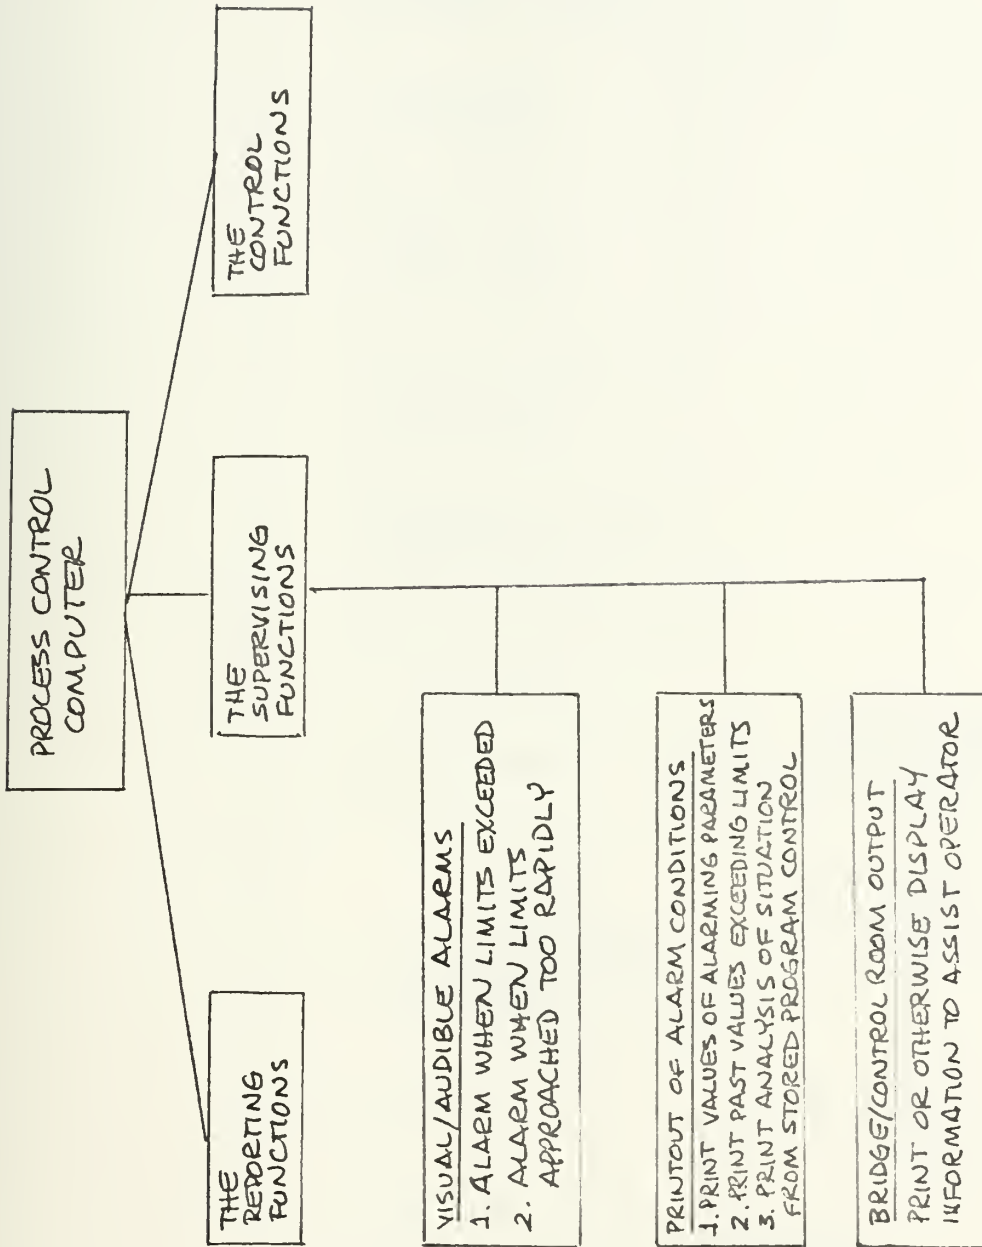 PROCESS CONTROL
COMPUTER
THE
REPORTING
FUNCTIONS
THE
SUPERVISING
FUNCTIONS
THE
CONTROL
FUNCTIONS
VISUAL/AUDIBLE ALARMS
1. ALARM WHEN LIMITS EXCEEDED
2. ALARM WHEN LIMITS
APPROACHED TOO RAPIDLY
PRINTOUT OF ALARM CONDITIONS
1. PRINT VALUES OF ALARMING PARAMETERS
2. PRINT PAST VALUES EXCEEDING LIMITS
3. PRINT ANALYSIS OF SITUATION
FROM STORED PROGRAM CONTROL
BRIDGE/CONTROL ROOM OUTPUT
PRINT OR OTHERWISE DISPLAY
INFORMATION TO ASSIST OPERATOR